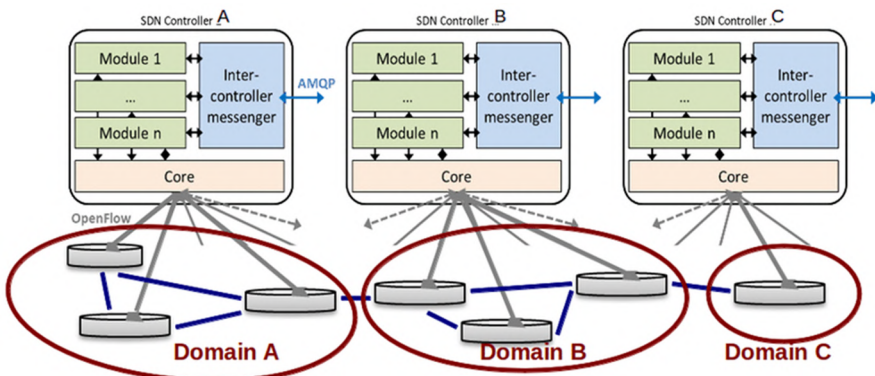 SDN Controller A
SDN Controller B
SDN Controller C
Module 1
...
Module n
Inter-
controller
messenger
AMQP
Core
Module 1
...
Module n
Inter-
controller
messenger
Core
Module 1
...
Module n
Inter-
controller
messenger
Core
OpenFlow
Domain A
Domain B
Domain C